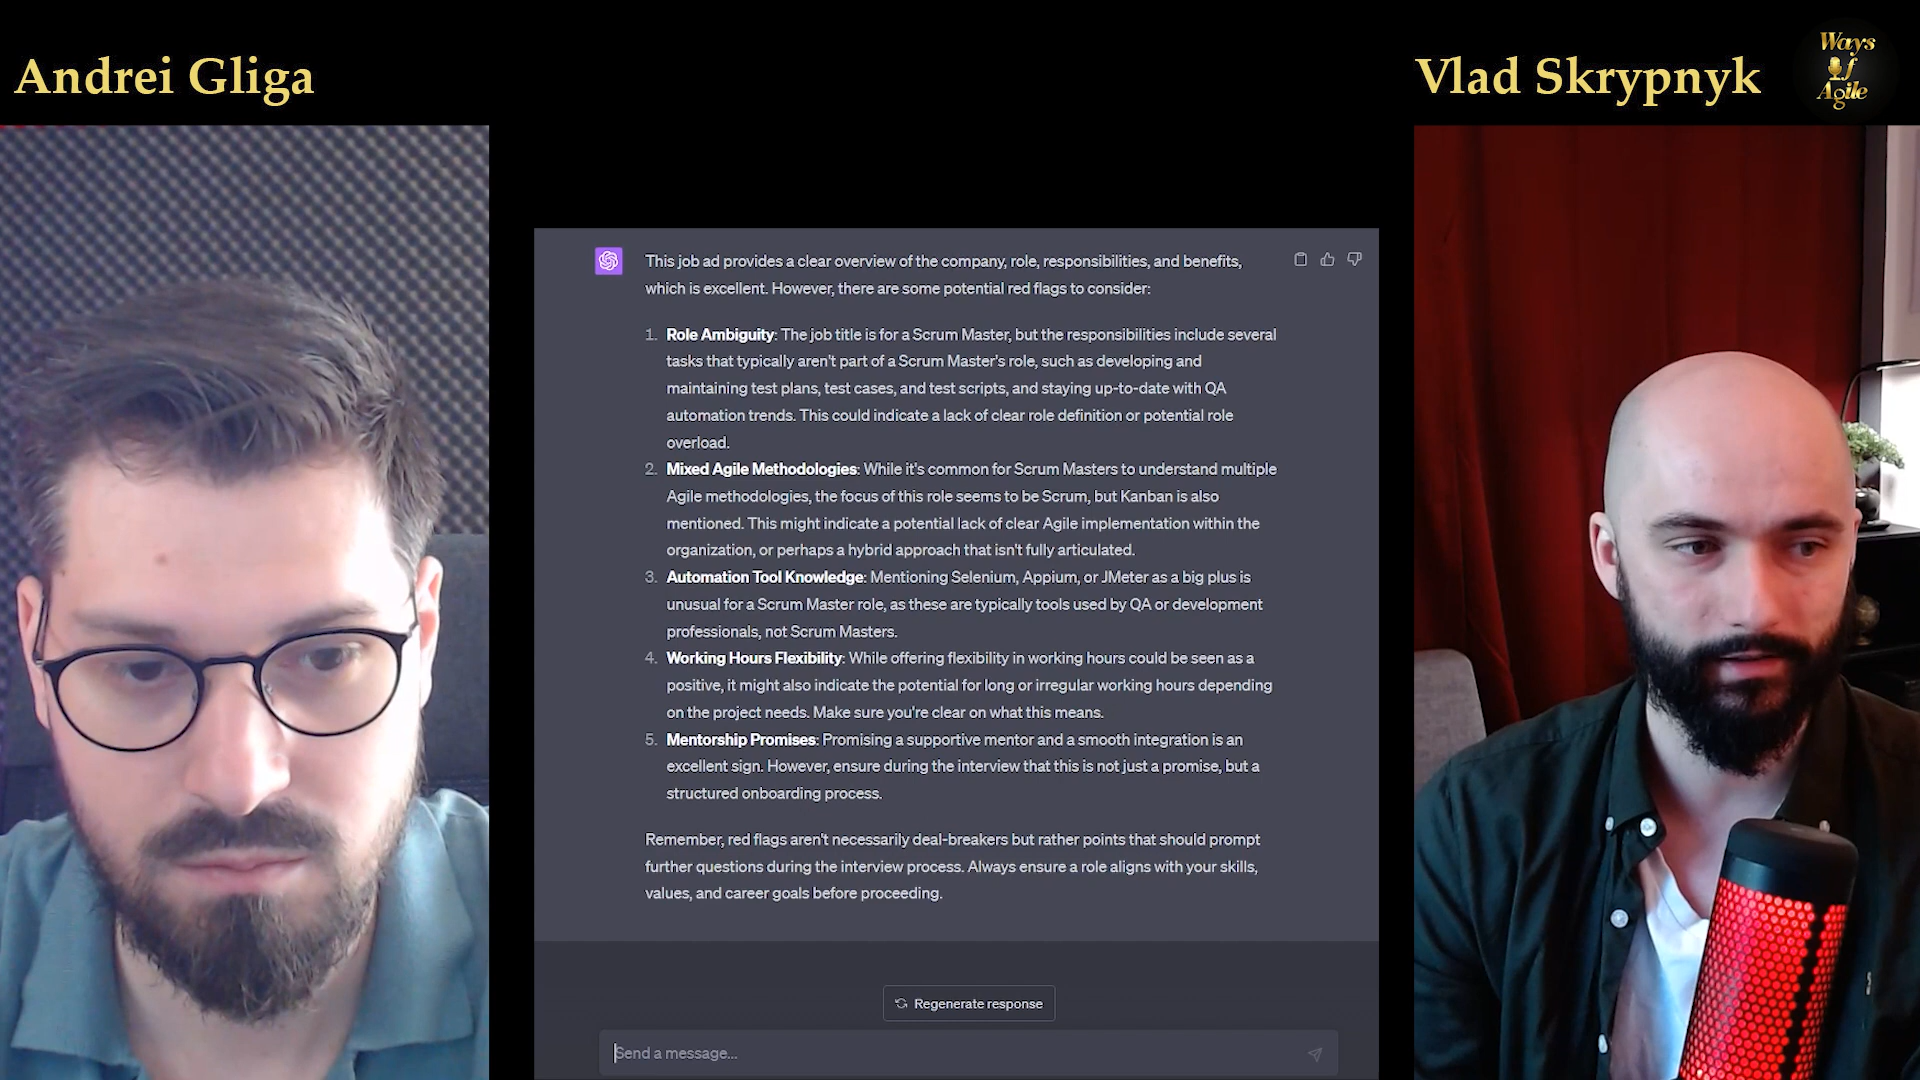 Andrei Gliga
Vlad Skrypnyk
Ways
Of
Agile
This job ad provides a clear overview of the company, role, responsibilities, and benefits,
which is excellent. However, there are some potential red flags to consider:
1. Role Ambiguity: The job title is for a Scrum Master, but the responsibilities include several
tasks that typically aren't part of a Scrum Master's role, such as developing and
maintaining test plans, test cases, and test scripts, and staying up-to-date with QA
automation trends. This could indicate a lack of clear role definition or potential role
overload.
2. Mixed Agile Methodologies: While it's common for Scrum Masters to understand multiple
Agile methodologies, the focus of this role seems to be Scrum, but Kanban is also
mentioned. This might indicate a potential lack of clear Agile implementation within the
organization, or perhaps a hybrid approach that isn't fully articulated.
3. Automation Tool Knowledge: Mentioning Selenium, Appium, or JMeter as a big plus is
unusual for a Scrum Master role, as these are typically tools used by QA or development
professionals, not Scrum Masters.
4. Working Hours Flexibility: While offering flexibility in working hours could be seen as a
positive, it might also indicate the potential for long or irregular working hours depending
on the project needs. Make sure you're clear on what this means.
5. Mentorship Promises: Promising a supportive mentor and a smooth integration is an
excellent sign. However, ensure during the interview that this is not just a promise, but a
structured onboarding process.
Remember, red flags aren't necessarily deal-breakers but rather points that should prompt
further questions during the interview process. Always ensure a role aligns with your skills,
values, and career goals before proceeding.
Regenerate response
Send a message...